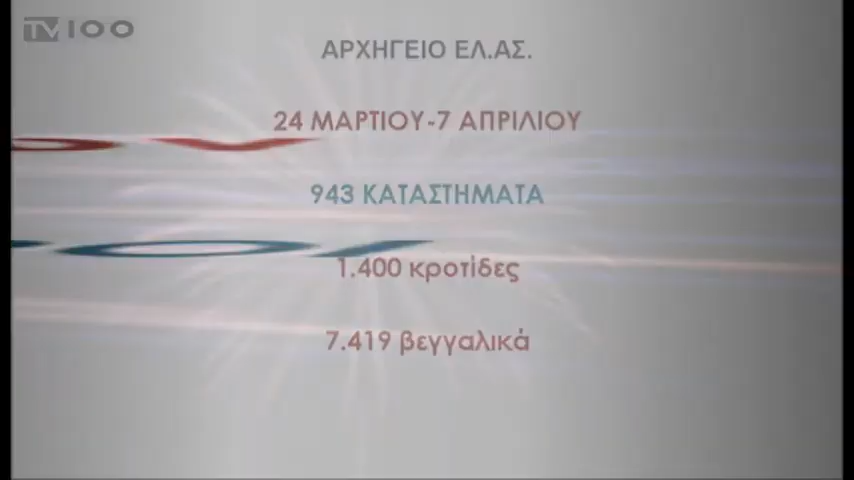 TV100
ΑΡΧΗΓΕΙΟ ΕΛ.ΑΣ.
24 ΜΑΡΤΙΟΥ-7 ΑΠΡΙΛΙΟΥ
943 ΚΑΤΑΣΤΗΜΑΤΑ
1.400 κροτίδες
7.419 βεγγαλικά